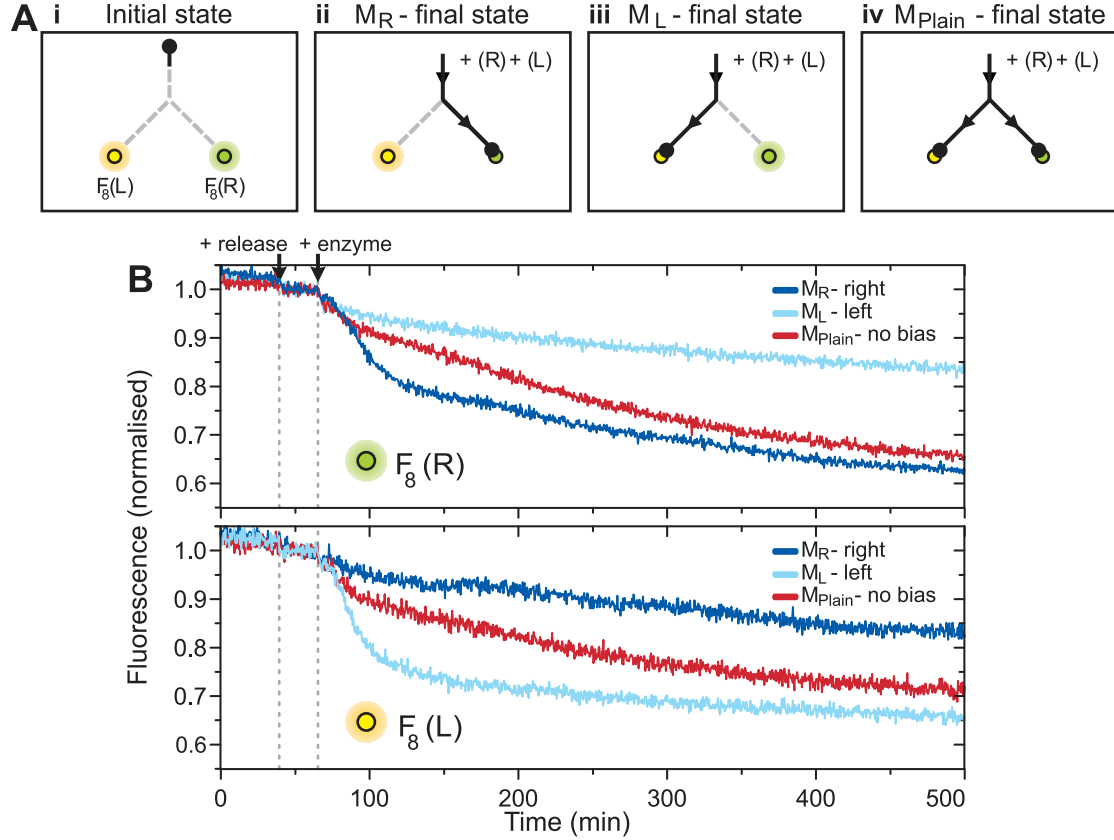 A
i Initial state
F8(L)
F8(R)
ii MR - final state
+ (R) + (L)
iii ML - final state
+ (R) + (L)
iv MPlain - final state
+ (R) + (L)
B
+ release
+ enzyme
Fluorescence (normalised)
1.0
0.9
0.8
0.7
0.6
MR - right
ML - left
MPlain - no bias
F8 (R)
1.0
0.9
0.8
0.7
0.6
MR - right
ML - left
MPlain - no bias
F8 (L)
0 100 200 300 400 500
Time (min)